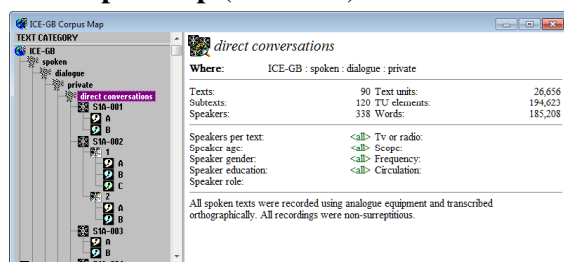 ICE-GB Corpus Map
TEXT CATEGORY
ICE-GB
spoken
dialogue
private
direct conversations
S1A-001
A
B
S1A-002
1
A
B
C
2
A
B
S1A-003
A
B
direct conversations
Where: ICE-GB : spoken : dialogue : private
Texts: 90 Text units: 26,656
Subtexts: 120 TU elements: 194,623
Speakers: 338 Words: 185,208
Speakers per text: <all> Tv or radio:
Speaker age: <all> Scope:
Speaker gender: <all> Frequency:
Speaker education: <all> Circulation:
Speaker role:
All spoken texts were recorded using analogue equipment and transcribed
orthographically. All recordings were non-surreptitious.